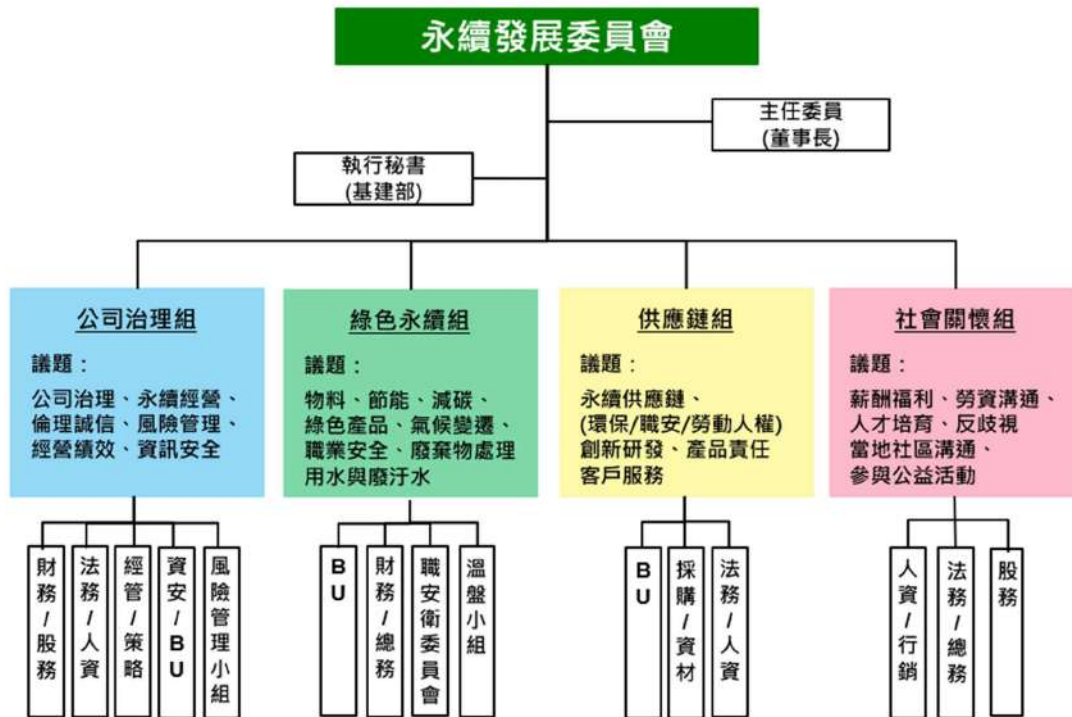 永續發展委員會
主任委員
(董事長)
執行秘書
(基建部)
公司治理組
議題：
公司治理、永續經營、
倫理誠信、風險管理、
經營績效、資訊安全
綠色永續組
議題：
物料、節能、減碳、
綠色產品、氣候變遷、
職業安全、廢棄物處理
用水與廢汙水
供應鏈組
議題：
永續供應鏈、
(環保/職安/勞動人權)
創新研發、產品責任
客戶服務
社會關懷組
議題：
薪酬福利、勞資溝通、
人才培育、反歧視
當地社區溝通、
參與公益活動
財務/股務
法務/人資
經管/策略
資安/BU
風險管理小組
BU
財務/總務
職安衛委員會
溫盤小組
BU
採購/資材
法務/人資
人資/行銷
法務/總務
股務